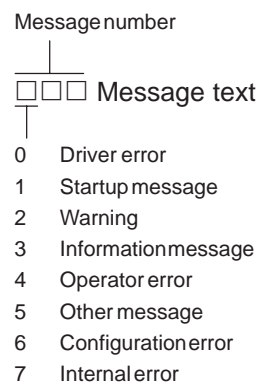 Message number
□□□ Message text
0 Driver error
1 Startup message
2 Warning
3 Information message
4 Operator error
5 Other message
6 Configuration error
7 Internal error